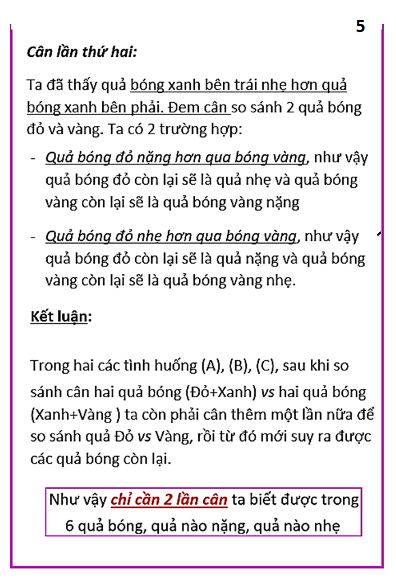 5
Cân lần thứ hai:
Ta đã thấy quả bóng xanh bên trái nhẹ hơn quả
bóng xanh bên phải. Đem cân so sánh 2 quả bóng
đỏ và vàng. Ta có 2 trường hợp:
- Quả bóng đỏ nặng hơn qua bóng vàng, như vậy
quả bóng đỏ còn lại sẽ là quả nhẹ và quả bóng
vàng còn lại sẽ là quả bóng vàng nặng
- Quả bóng đỏ nhẹ hơn qua bóng vàng, như vậy
quả bóng đỏ còn lại sẽ là quả nặng và quả bóng
vàng còn lại sẽ là quả bóng vàng nhẹ.
Kết luận:
Trong hai các tình huống (A), (B), (C), sau khi so
sánh cân hai quả bóng (Đỏ+Xanh) vs hai quả bóng
(Xanh+Vàng ) ta còn phải cân thêm một lần nữa để
so sánh quả Đỏ vs Vàng, rồi từ đó mới suy ra được
các quả bóng còn lại.
Như vậy chỉ cần 2 lần cân ta biết được trong
6 quả bóng, quả nào nặng, quả nào nhẹ